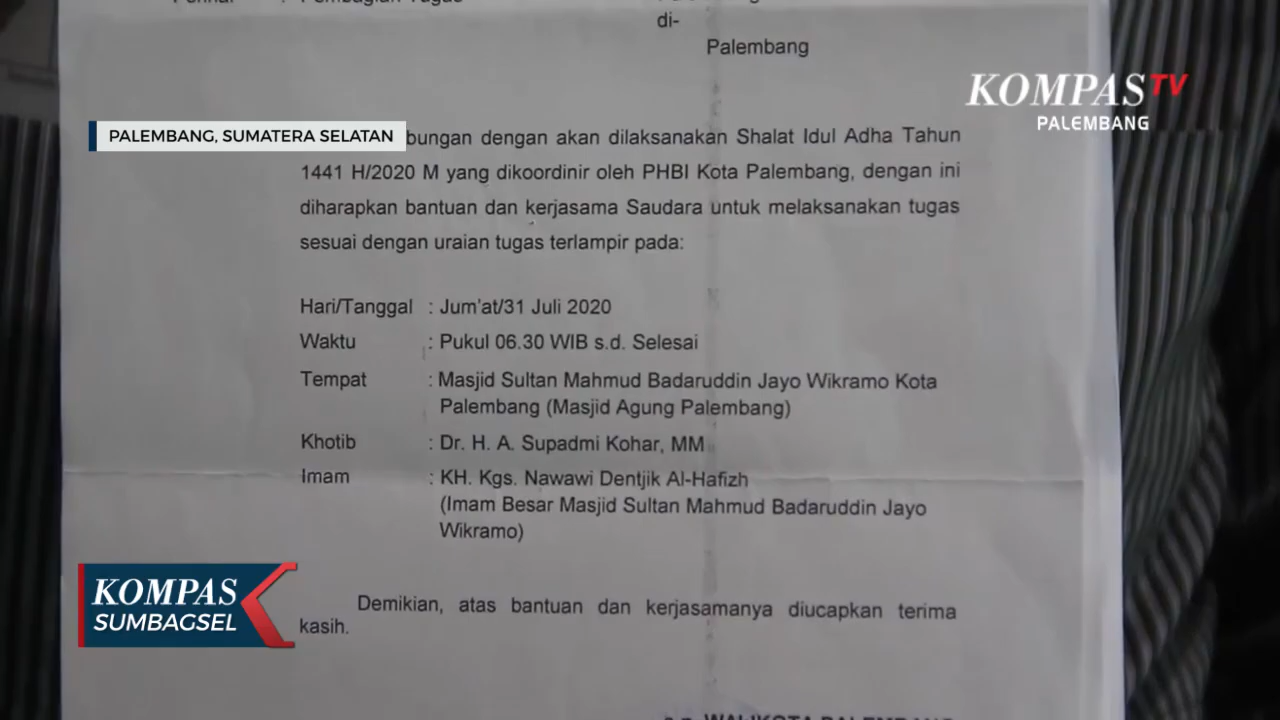 di-
Palembang
KOMPAS TV
PALEMBANG
PALEMBANG, SUMATERA SELATAN
bungan dengan akan dilaksanakan Shalat Idul Adha Tahun
1441 H/2020 M yang dikoordinir oleh PHBI Kota Palembang, dengan ini
diharapkan bantuan dan kerjasama Saudara untuk melaksanakan tugas
sesuai dengan uraian tugas terlampir pada:
Hari/Tanggal : Jum'at/31 Juli 2020
Waktu : Pukul 06.30 WIB s.d. Selesai
Tempat : Masjid Sultan Mahmud Badaruddin Jayo Wikramo Kota
Palembang (Masjid Agung Palembang)
Khotib : Dr. H. A. Supadmi Kohar, MM
Imam : KH. Kgs. Nawawi Dentjik Al-Hafizh
(Imam Besar Masjid Sultan Mahmud Badaruddin Jayo
Wikramo)
KOMPAS
SUMBAGSEL
Demikian, atas bantuan dan kerjasamanya diucapkan terima
kasih.
WALIKOTA PALEMBANG